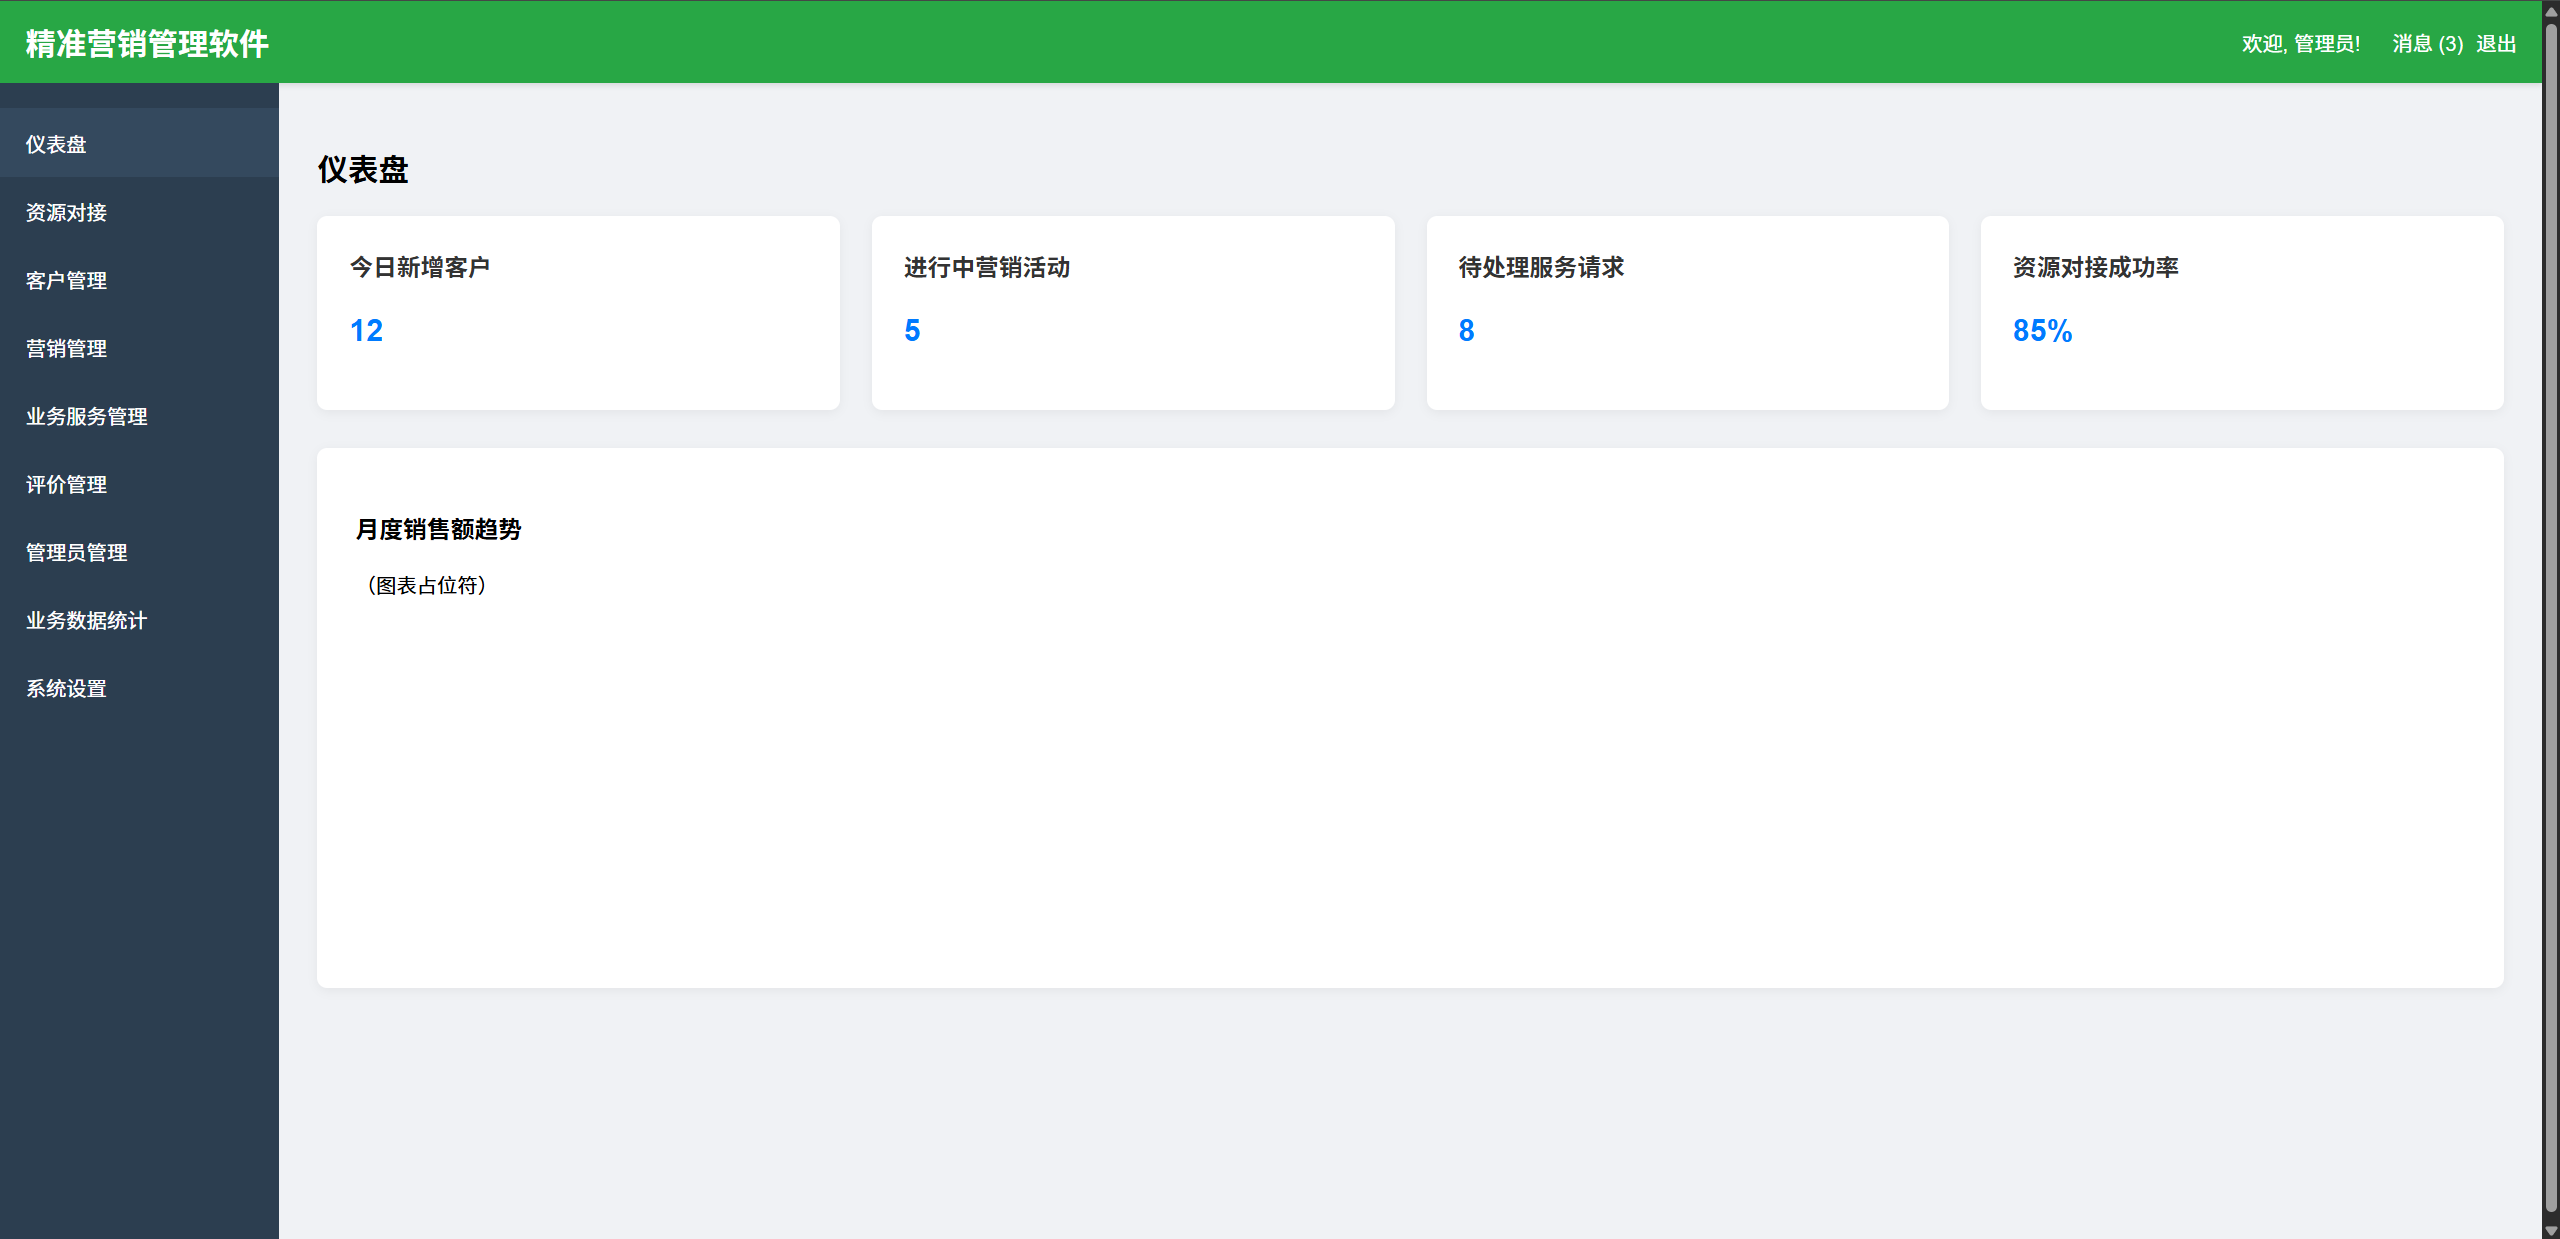 精准营销管理软件
欢迎, 管理员! 消息 (3) 退出
仪表盘
资源对接
客户管理
营销管理
业务服务管理
评价管理
管理员管理
业务数据统计
系统设置
仪表盘
今日新增客户
12
进行中营销活动
5
待处理服务请求
8
资源对接成功率
85%
月度销售额趋势
（图表占位符）